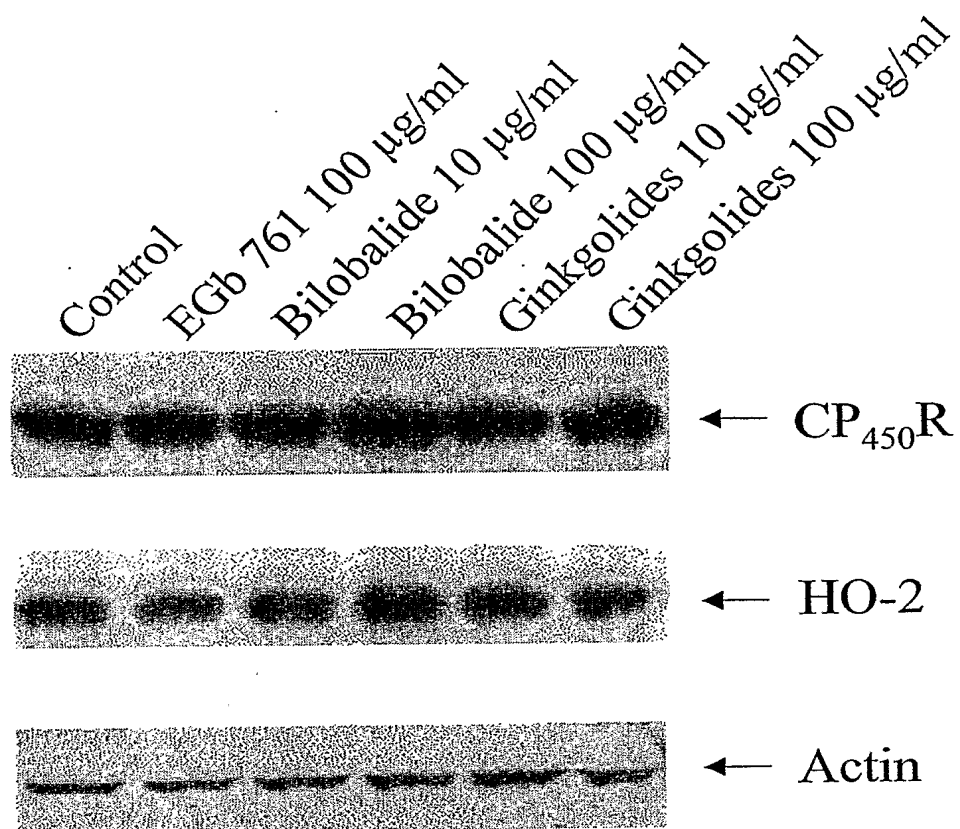 Control
EGb 761 100 µg/ml
Bilobalide 10 µg/ml
Bilobalide 100 µg/ml
Ginkgolides 10 µg/ml
Ginkgolides 100 µg/ml
CP450R
HO-2
Actin